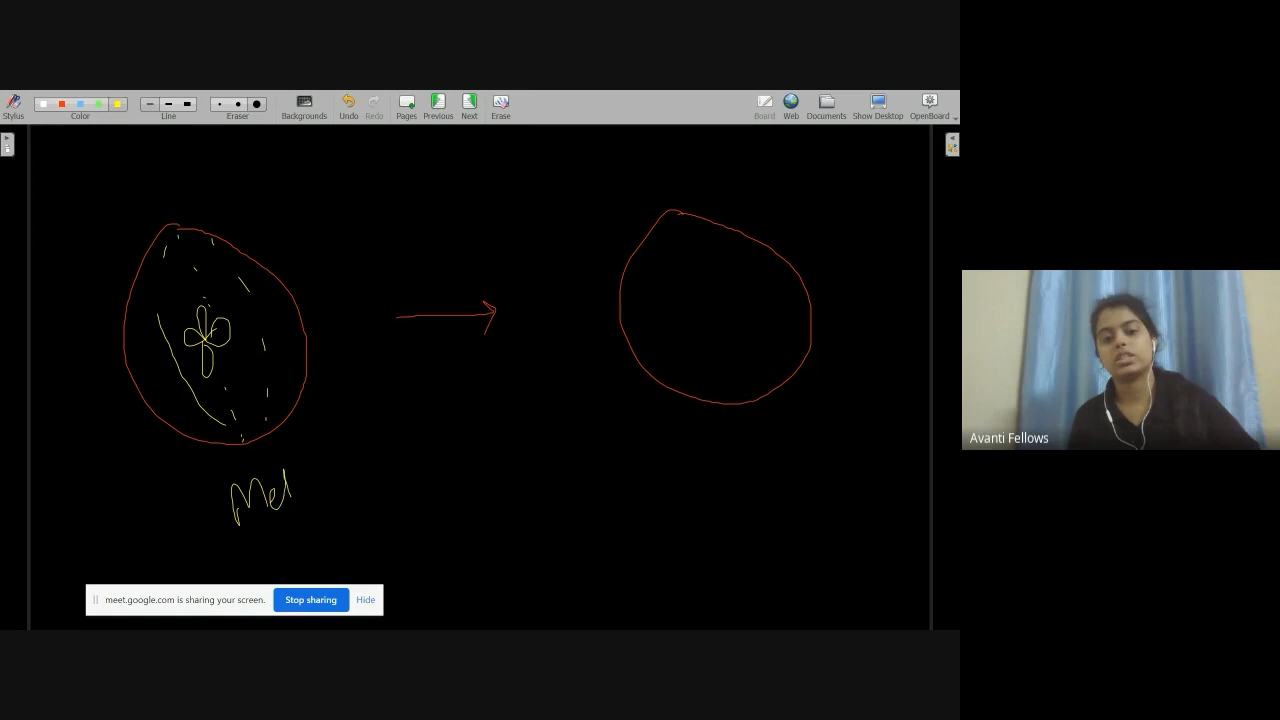 Stylus
Color
Line
Eraser
Backgrounds
Undo
Redo
Pages
Previous
Next
Erase
Board
Web
Documents
Show Desktop
OpenBoard
Met
meet.google.com is sharing your screen.
Stop sharing
Hide
Avanti Fellows